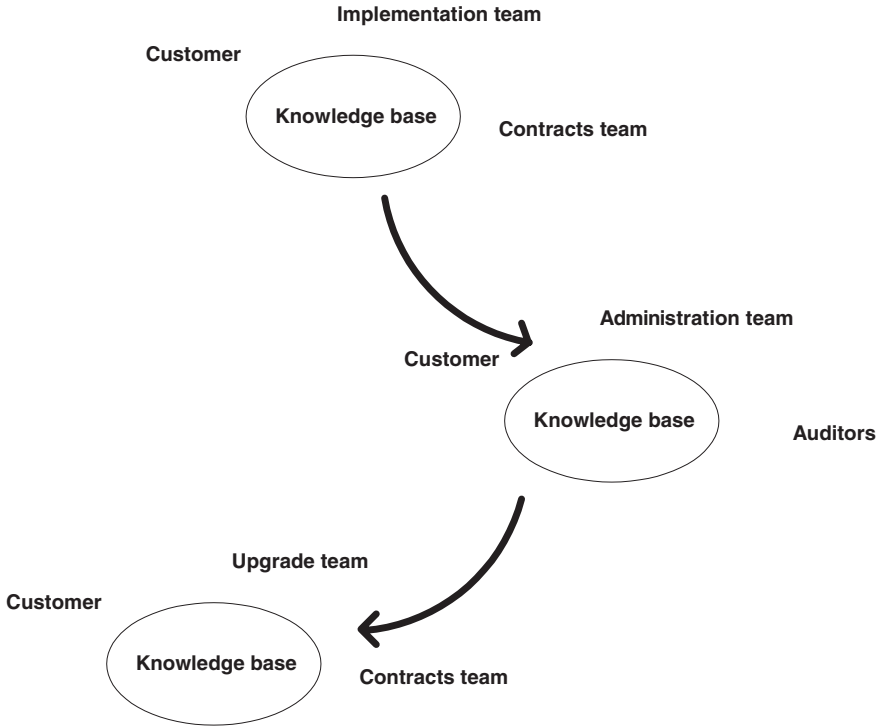 Implementation team
Customer
Knowledge base
Contracts team
Administration team
Customer
Knowledge base
Auditors
Upgrade team
Customer
Knowledge base
Contracts team